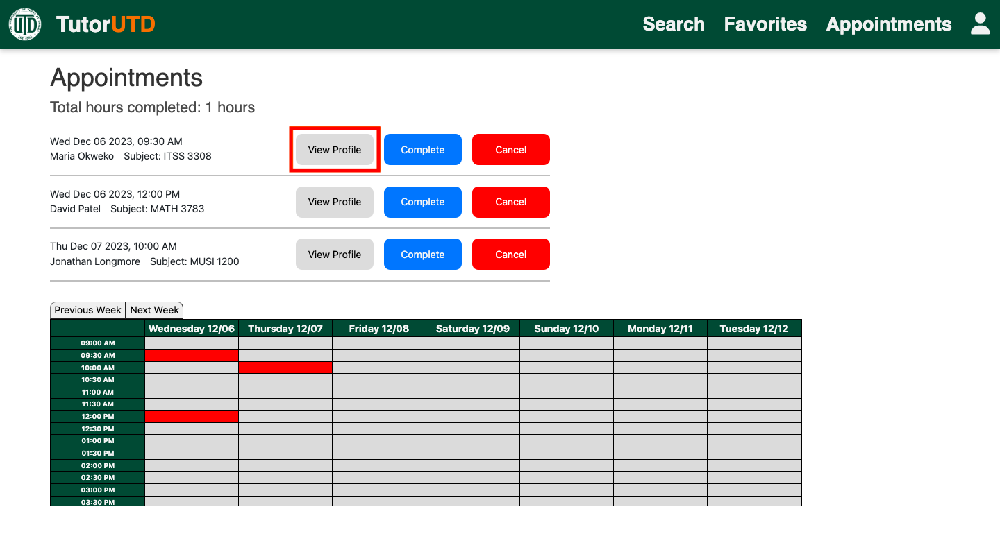 UTD TutorUTD Search Favorites Appointments
Appointments
Total hours completed: 1 hours
Wed Dec 06 2023, 09:30 AM
Maria Okweko Subject: ITSS 3308
View Profile Complete Cancel
Wed Dec 06 2023, 12:00 PM
David Patel Subject: MATH 3783
View Profile Complete Cancel
Thu Dec 07 2023, 10:00 AM
Jonathan Longmore Subject: MUSI 1200
View Profile Complete Cancel
Previous Week Next Week
Wednesday 12/06 Thursday 12/07 Friday 12/08 Saturday 12/09 Sunday 12/10 Monday 12/11 Tuesday 12/12
09:00 AM
09:30 AM
10:00 AM
10:30 AM
11:00 AM
11:30 AM
12:00 PM
12:30 PM
01:00 PM
01:30 PM
02:00 PM
02:30 PM
03:00 PM
03:30 PM